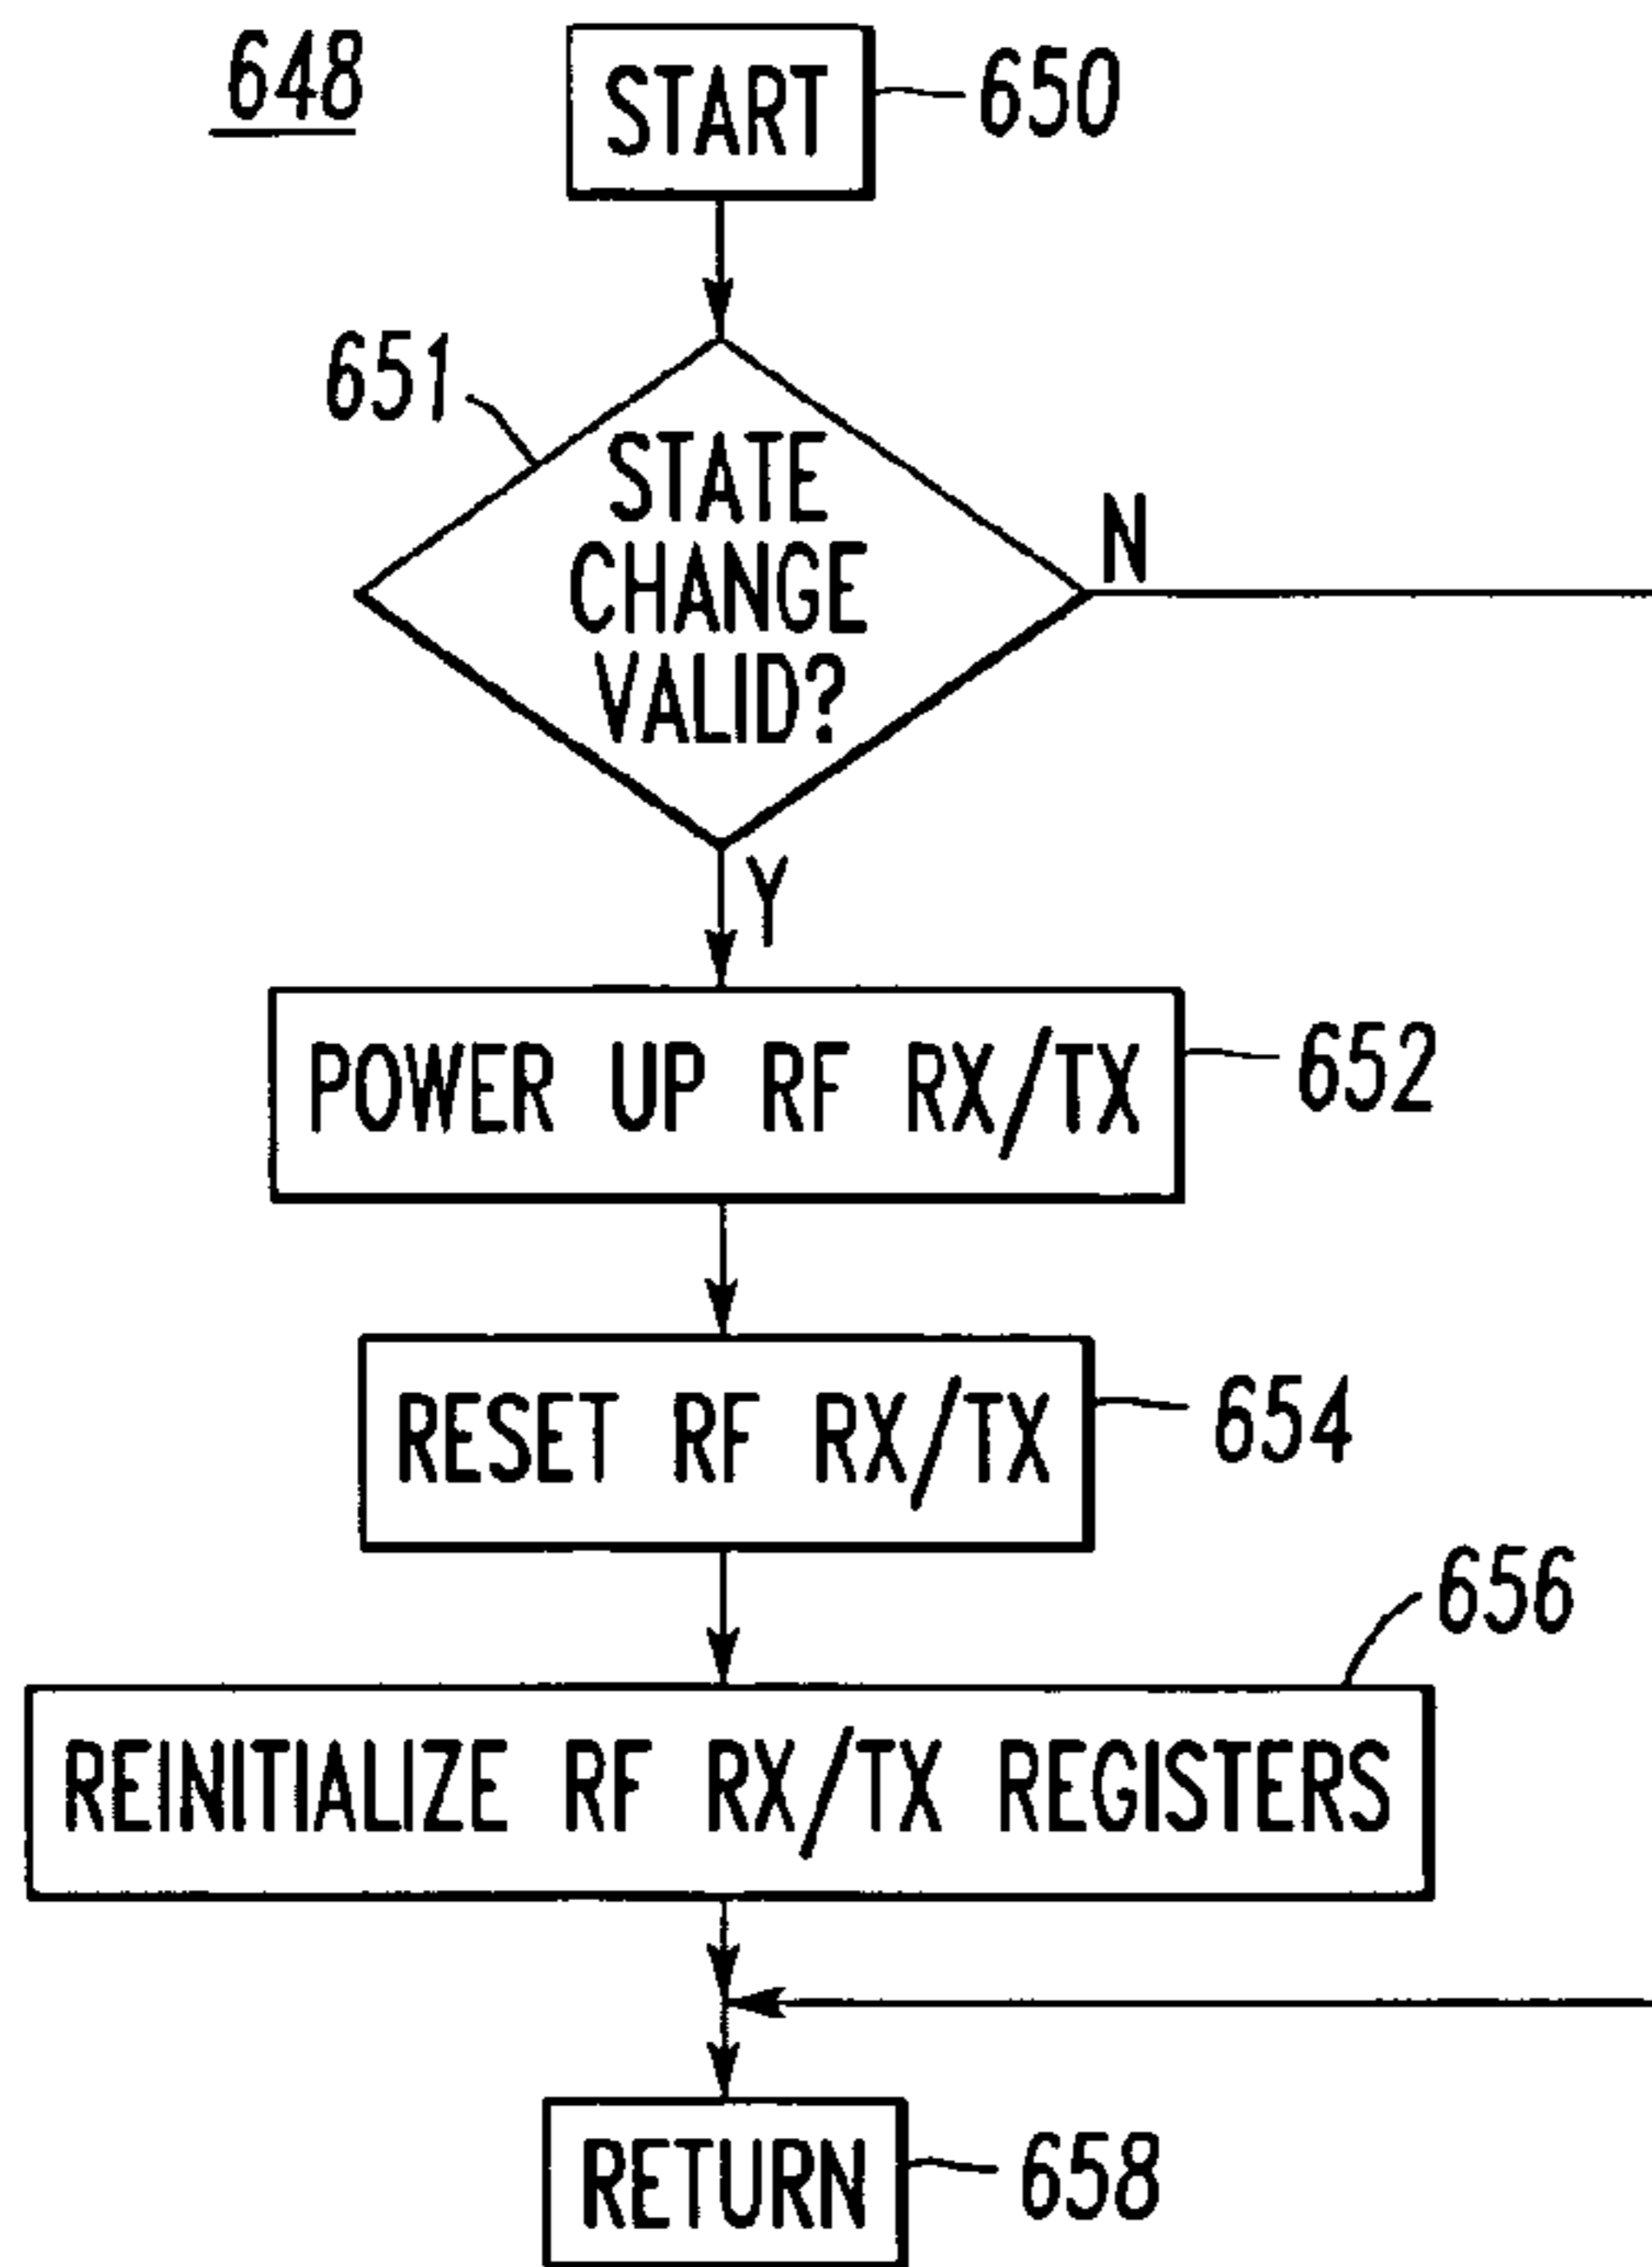 648
START
650
651
STATE
CHANGE
VALID?
N
Y
POWER UP RF RX/TX
652
RESET RF RX/TX
654
656
REINITIALIZE RF RX/TX REGISTERS
RETURN
658